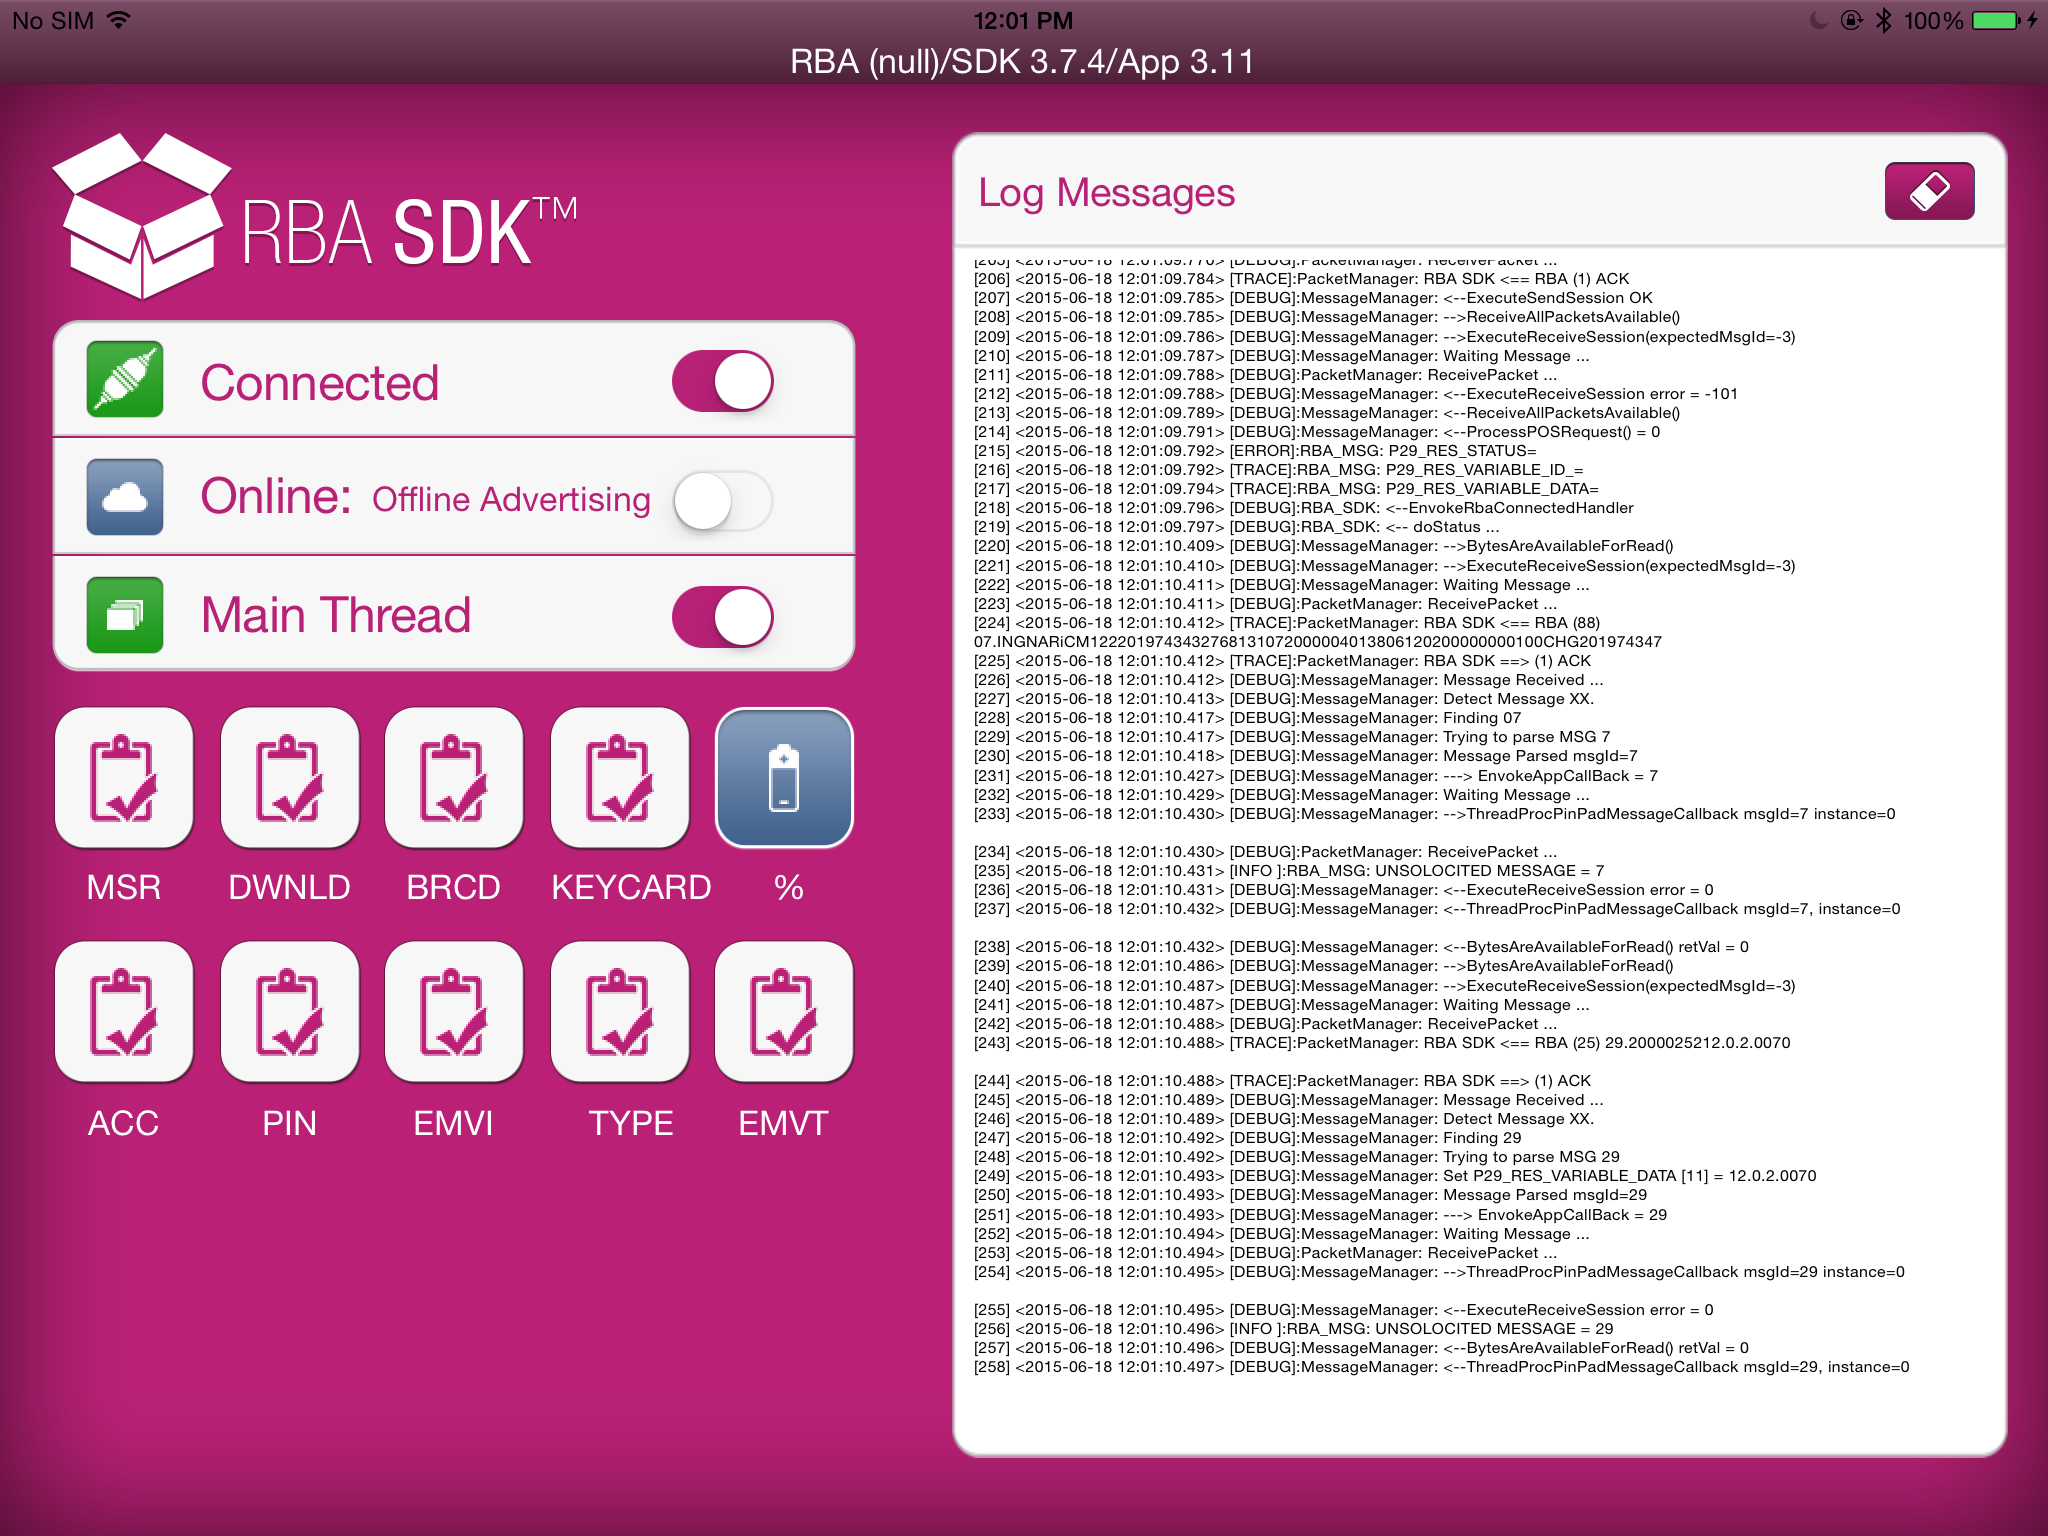 No SIM
12:01 PM
100%
RBA (null)/SDK 3.7.4/App 3.11
RBA SDK™
Connected
Online: Offline Advertising
Main Thread
MSR DWNLD BRCD KEYCARD %
ACC PIN EMVI TYPE EMVT
Log Messages
[205] <2015-06-18 12:01:09.776> [DEBUG]:PacketManager: ReceivePacket ...
[206] <2015-06-18 12:01:09.784> [TRACE]:PacketManager: RBA SDK <== RBA (1) ACK
[207] <2015-06-18 12:01:09.785> [DEBUG]:MessageManager: <--ExecuteSendSession OK
[208] <2015-06-18 12:01:09.785> [DEBUG]:MessageManager: -->ReceiveAllPacketsAvailable()
[209] <2015-06-18 12:01:09.786> [DEBUG]:MessageManager: -->ExecuteReceiveSession(expectedMsgId=-3)
[210] <2015-06-18 12:01:09.787> [DEBUG]:MessageManager: Waiting Message ...
[211] <2015-06-18 12:01:09.788> [DEBUG]:PacketManager: ReceivePacket ...
[212] <2015-06-18 12:01:09.788> [DEBUG]:MessageManager: <--ExecuteReceiveSession error = -101
[213] <2015-06-18 12:01:09.789> [DEBUG]:MessageManager: <--ReceiveAllPacketsAvailable()
[214] <2015-06-18 12:01:09.791> [DEBUG]:MessageManager: <--ProcessPOSRequest() = 0
[215] <2015-06-18 12:01:09.792> [ERROR]:RBA_MSG: P29_RES_STATUS=
[216] <2015-06-18 12:01:09.792> [TRACE]:RBA_MSG: P29_RES_VARIABLE_ID_=
[217] <2015-06-18 12:01:09.794> [TRACE]:RBA_MSG: P29_RES_VARIABLE_DATA=
[218] <2015-06-18 12:01:09.796> [DEBUG]:RBA_SDK: <--EnvokeRbaConnectedHandler
[219] <2015-06-18 12:01:09.797> [DEBUG]:RBA_SDK: <-- doStatus ...
[220] <2015-06-18 12:01:10.409> [DEBUG]:MessageManager: -->BytesAreAvailableForRead()
[221] <2015-06-18 12:01:10.410> [DEBUG]:MessageManager: -->ExecuteReceiveSession(expectedMsgId=-3)
[222] <2015-06-18 12:01:10.411> [DEBUG]:MessageManager: Waiting Message ...
[223] <2015-06-18 12:01:10.411> [DEBUG]:PacketManager: ReceivePacket ...
[224] <2015-06-18 12:01:10.412> [TRACE]:PacketManager: RBA SDK <== RBA (88)
07.INGNARiCM122201974343276813107200000401380612020000000​0100CHG201974347
[225] <2015-06-18 12:01:10.412> [TRACE]:PacketManager: RBA SDK ==> (1) ACK
[226] <2015-06-18 12:01:10.412> [DEBUG]:MessageManager: Message Received ...
[227] <2015-06-18 12:01:10.413> [DEBUG]:MessageManager: Detect Message XX.
[228] <2015-06-18 12:01:10.417> [DEBUG]:MessageManager: Finding 07
[229] <2015-06-18 12:01:10.417> [DEBUG]:MessageManager: Trying to parse MSG 7
[230] <2015-06-18 12:01:10.418> [DEBUG]:MessageManager: Message Parsed msgId=7
[231] <2015-06-18 12:01:10.427> [DEBUG]:MessageManager: ---> EnvokeAppCallBack = 7
[232] <2015-06-18 12:01:10.429> [DEBUG]:MessageManager: Waiting Message ...
[233] <2015-06-18 12:01:10.430> [DEBUG]:MessageManager: -->ThreadProcPinPadMessageCallback msgId=7 instance=0
[234] <2015-06-18 12:01:10.430> [DEBUG]:PacketManager: ReceivePacket ...
[235] <2015-06-18 12:01:10.431> [INFO ]:RBA_MSG: UNSOLOCITED MESSAGE = 7
[236] <2015-06-18 12:01:10.431> [DEBUG]:MessageManager: <--ExecuteReceiveSession error = 0
[237] <2015-06-18 12:01:10.432> [DEBUG]:MessageManager: <--ThreadProcPinPadMessageCallback msgId=7, instance=0
[238] <2015-06-18 12:01:10.432> [DEBUG]:MessageManager: <--BytesAreAvailableForRead() retVal = 0
[239] <2015-06-18 12:01:10.486> [DEBUG]:MessageManager: -->BytesAreAvailableForRead()
[240] <2015-06-18 12:01:10.487> [DEBUG]:MessageManager: -->ExecuteReceiveSession(expectedMsgId=-3)
[241] <2015-06-18 12:01:10.487> [DEBUG]:MessageManager: Waiting Message ...
[242] <2015-06-18 12:01:10.488> [DEBUG]:PacketManager: ReceivePacket ...
[243] <2015-06-18 12:01:10.488> [TRACE]:PacketManager: RBA SDK <== RBA (25) 29.2000025212.0.2.0070
[244] <2015-06-18 12:01:10.488> [TRACE]:PacketManager: RBA SDK ==> (1) ACK
[245] <2015-06-18 12:01:10.489> [DEBUG]:MessageManager: Message Received ...
[246] <2015-06-18 12:01:10.489> [DEBUG]:MessageManager: Detect Message XX.
[247] <2015-06-18 12:01:10.492> [DEBUG]:MessageManager: Finding 29
[248] <2015-06-18 12:01:10.492> [DEBUG]:MessageManager: Trying to parse MSG 29
[249] <2015-06-18 12:01:10.493> [DEBUG]:MessageManager: Set P29_RES_VARIABLE_DATA [11] = 12.0.2.0070
[250] <2015-06-18 12:01:10.493> [DEBUG]:MessageManager: Message Parsed msgId=29
[251] <2015-06-18 12:01:10.493> [DEBUG]:MessageManager: ---> EnvokeAppCallBack = 29
[252] <2015-06-18 12:01:10.494> [DEBUG]:MessageManager: Waiting Message ...
[253] <2015-06-18 12:01:10.494> [DEBUG]:PacketManager: ReceivePacket ...
[254] <2015-06-18 12:01:10.495> [DEBUG]:MessageManager: -->ThreadProcPinPadMessageCallback msgId=29 instance=0
[255] <2015-06-18 12:01:10.495> [DEBUG]:MessageManager: <--ExecuteReceiveSession error = 0
[256] <2015-06-18 12:01:10.496> [INFO ]:RBA_MSG: UNSOLOCITED MESSAGE = 29
[257] <2015-06-18 12:01:10.496> [DEBUG]:MessageManager: <--BytesAreAvailableForRead() retVal = 0
[258] <2015-06-18 12:01:10.497> [DEBUG]:MessageManager: <--ThreadProcPinPadMessageCallback msgId=29, instance=0